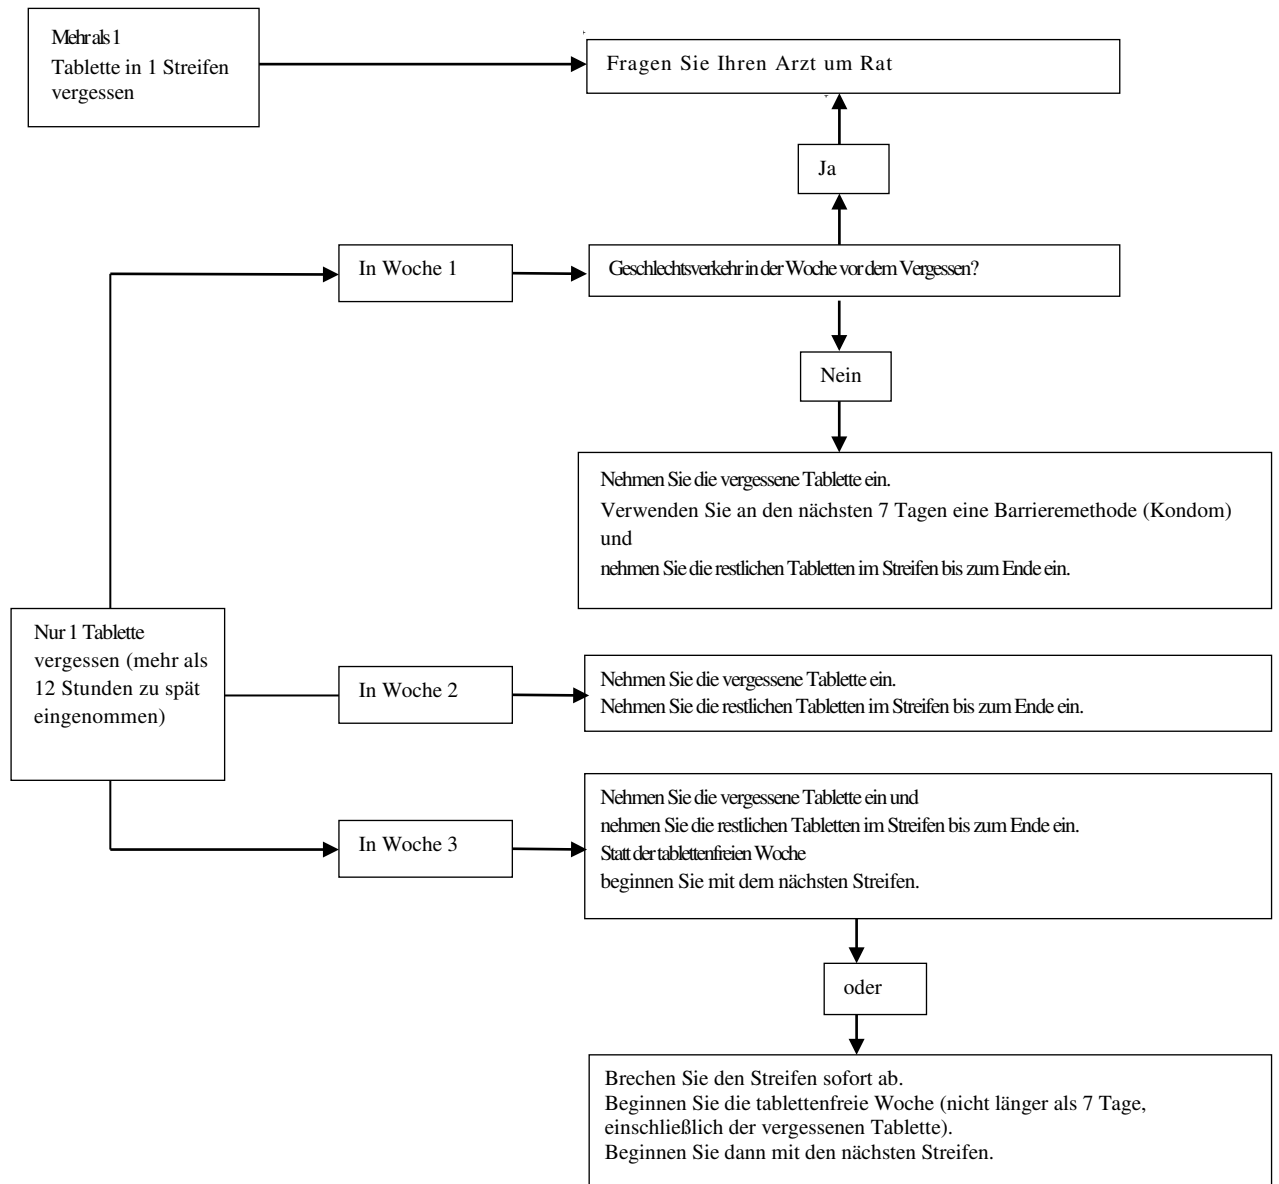 Mehr als 1
Tablette in 1 Streifen
vergessen
Fragen Sie Ihren Arzt um Rat
Ja
In Woche 1
Geschlechtsverkehr in der Woche vor dem Vergessen?
Nein
Nehmen Sie die vergessene Tablette ein.
Verwenden Sie an den nächsten 7 Tagen eine Barrieremethode (Kondom)
und
nehmen Sie die restlichen Tabletten im Streifen bis zum Ende ein.
Nur 1 Tablette
vergessen (mehr als
12 Stunden zu spät
eingenommen)
In Woche 2
Nehmen Sie die vergessene Tablette ein.
Nehmen Sie die restlichen Tabletten im Streifen bis zum Ende ein.
In Woche 3
Nehmen Sie die vergessene Tablette ein und
nehmen Sie die restlichen Tabletten im Streifen bis zum Ende ein.
Statt der tablettenfreien Woche
beginnen Sie mit dem nächsten Streifen.
oder
Brechen Sie den Streifen sofort ab.
Beginnen Sie die tablettenfreie Woche (nicht länger als 7 Tage,
einschließlich der vergessenen Tablette).
Beginnen Sie dann mit den nächsten Streifen.